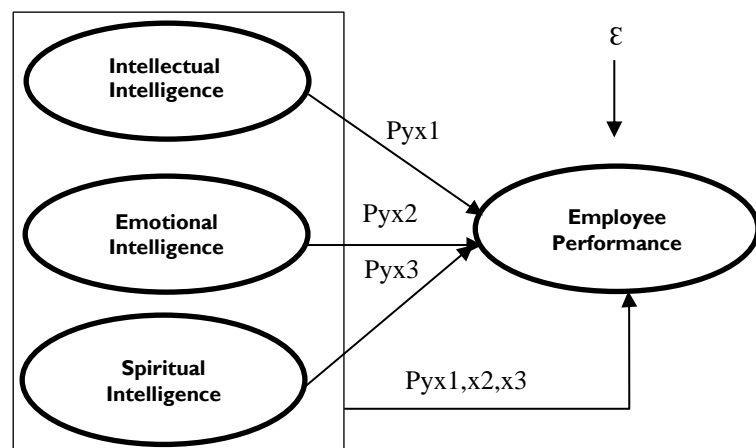 Intellectual
Intelligence
Emotional
Intelligence
Spiritual
Intelligence
Pyx1
Pyx2
Pyx3
Pyx1,x2,x3
ε
Employee
Performance